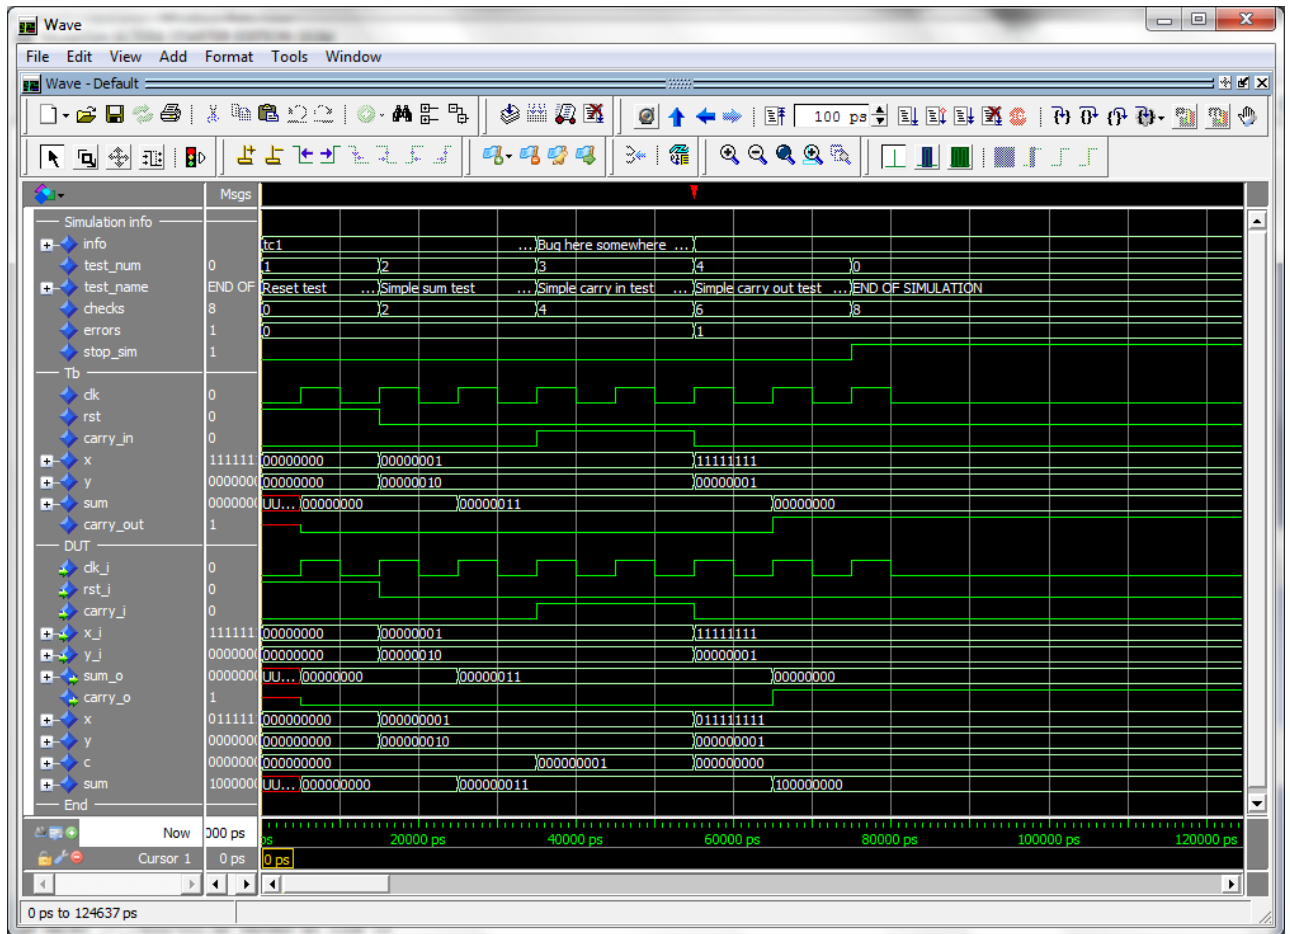 Wave
File Edit View Add Format Tools Window
Wave - Default
100 ps
Msgs
Simulation info
info tc1 ... Bug here somewhere ...
test_num 0 1 2 3 4 0
test_name END OF Reset test ... Simple sum test ... Simple carry in test ... Simple carry out test ... END OF SIMULATION
checks 8 0 2 4 6 8
errors 1 0 1
stop_sim 1
Tb
clk 0
rst 0
carry_in 0
x 111111 00000000 00000001 11111111
y 000000 00000000 00000010 00000001
sum 000000 UU... 00000000 00000011 00000000
carry_out 1
DUT
clk_i 0
rst_i 0
carry_i 0
x_i 111111 00000000 00000001 11111111
y_i 000000 00000000 00000010 00000001
sum_o 000000 UU... 00000000 00000011 00000000
carry_o 1
x 011111 000000000 000000001 011111111
y 000000 000000000 000000010 000000001
c 000000 000000000 000000001 000000000
sum 100000 UU... 000000000 000000011 100000000
End
Now 000 ps ps 20000 ps 40000 ps 60000 ps 80000 ps 100000 ps 120000 ps
Cursor 1 0 ps 0 ps
0 ps to 124637 ps